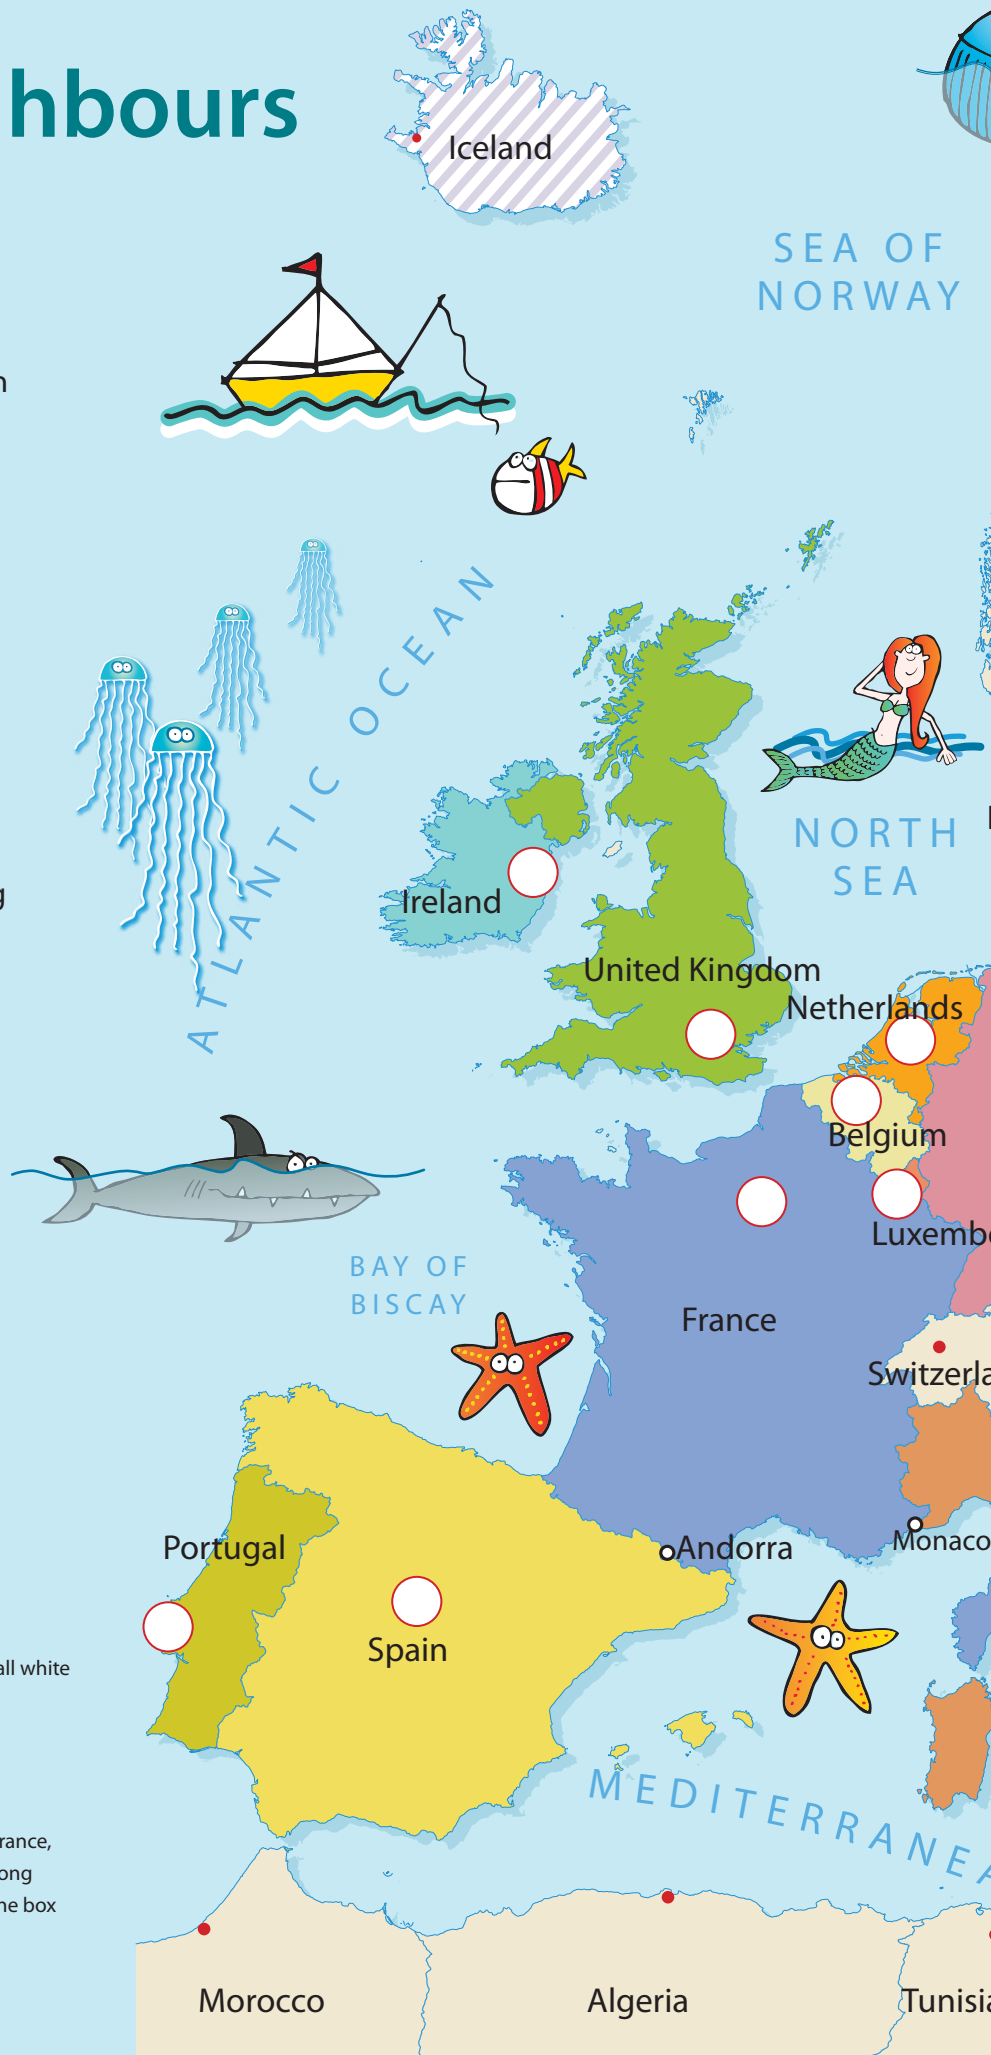 hbours
Iceland
SEA OF
NORWAY
n
ATLANTIC OCEAN
NORTH
SEA
g
Ireland
United Kingdom
Netherlands
Belgium
Luxemb
BAY OF
BISCAY
France
Switzerla
Portugal
Andorra
Monaco
Spain
all white
MEDITERRANEA
rance,
ong
ne box
Morocco
Algeria
Tunisia